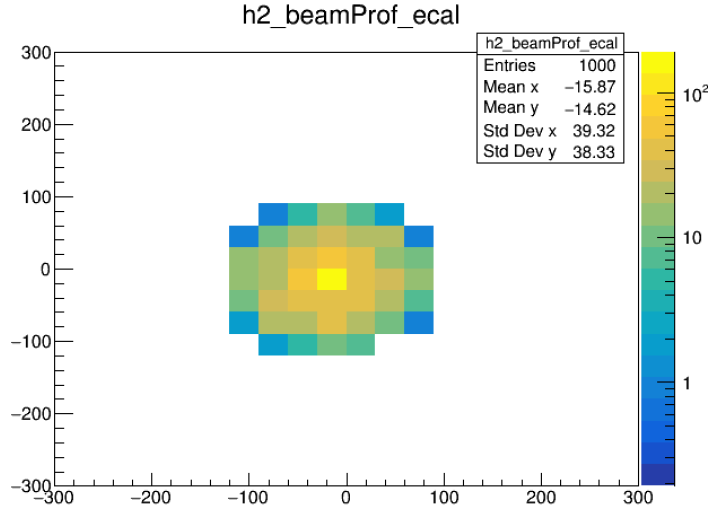 h2_beamProf_ecal
h2_beamProf_ecal
Entries 1000
Mean x −15.87
Mean y −14.62
Std Dev x 39.32
Std Dev y 38.33
300
200
100
0
−100
−200
−300
−300 −200 −100 0 100 200 300
10²
10
1